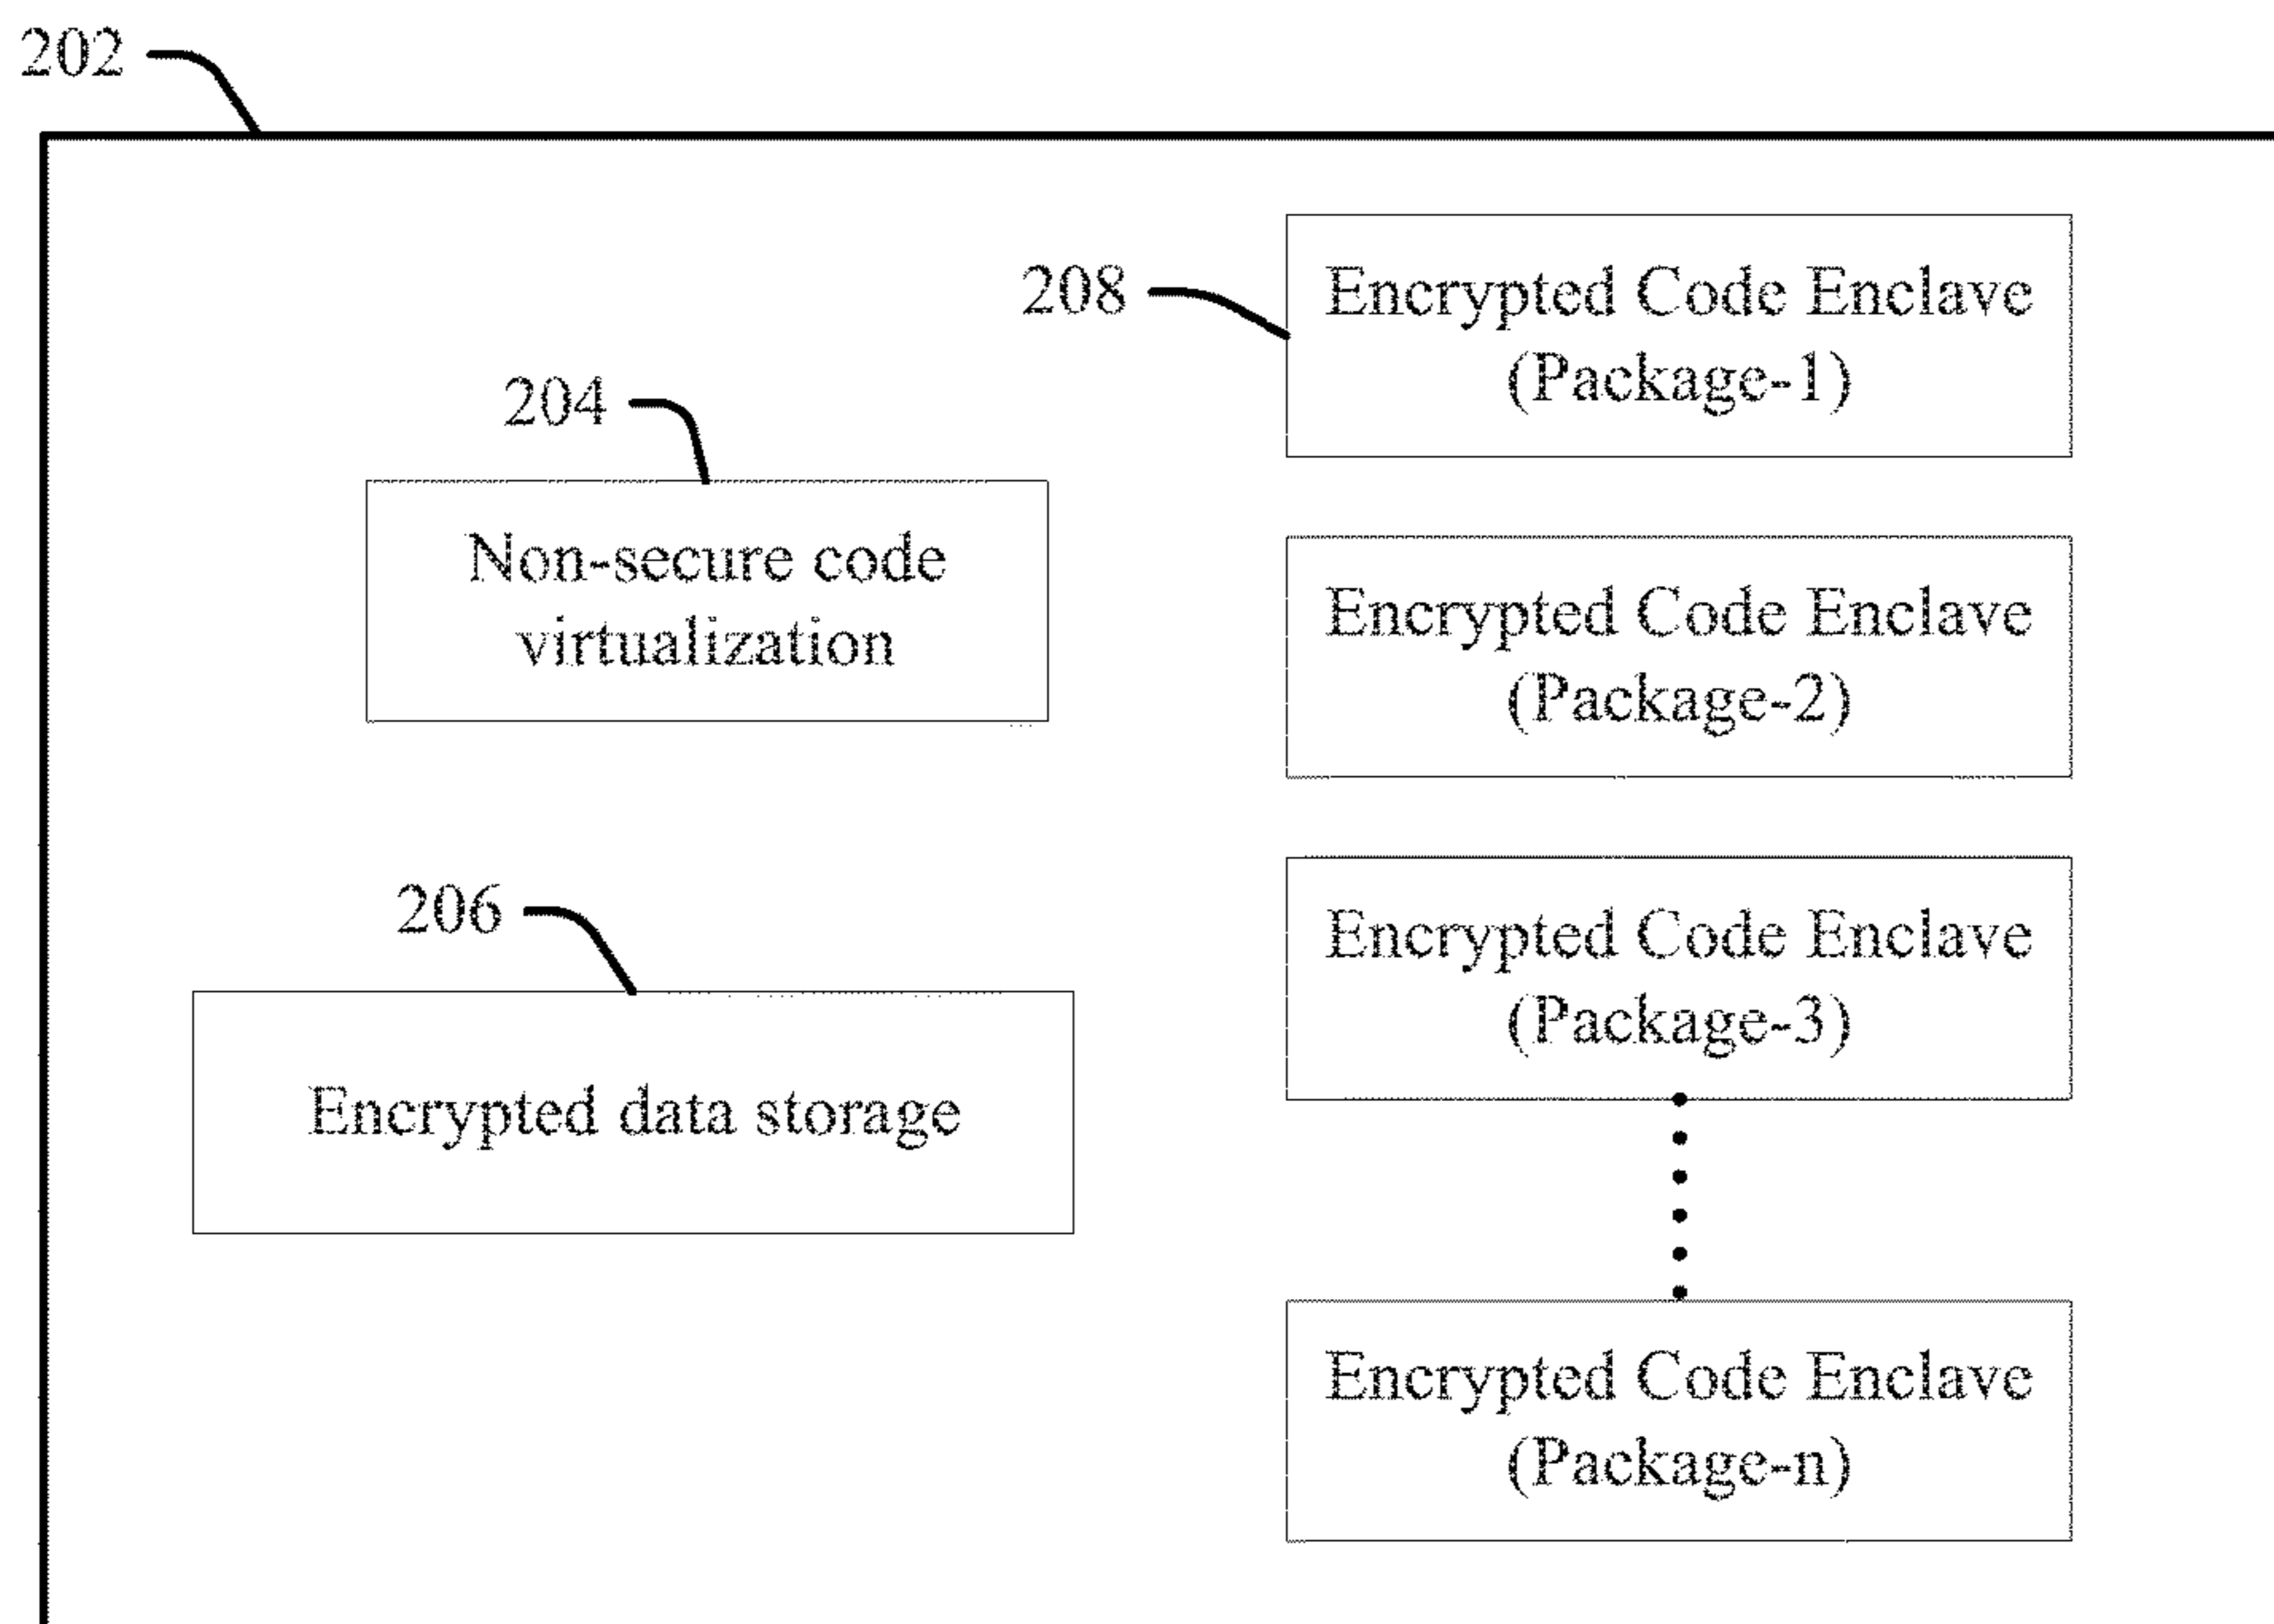 202
208
Encrypted Code Enclave
(Package-1)
204
Non-secure code
virtualization
Encrypted Code Enclave
(Package-2)
206
Encrypted data storage
Encrypted Code Enclave
(Package-3)
Encrypted Code Enclave
(Package-n)